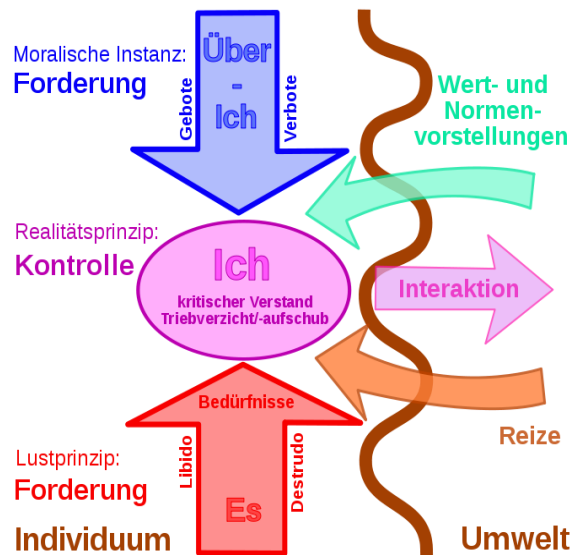 Moralische Instanz:
Forderung
Gebote
Über
-
Ich
Verbote
Wert- und
Normen-
vorstellungen
Realitätsprinzip:
Kontrolle
Ich
kritischer Verstand
Triebverzicht/-aufschub
Interaktion
Bedürfnisse
Libido
Destrudo
Es
Reize
Lustprinzip:
Forderung
Individuum
Umwelt